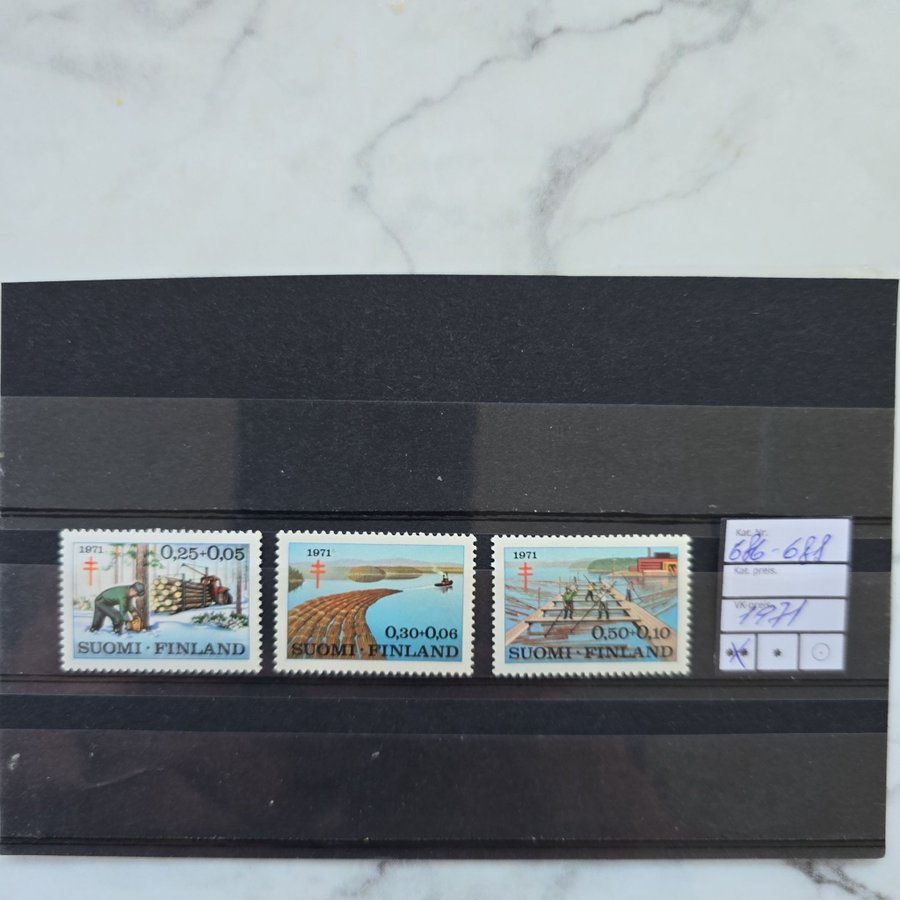 1971
0,25+0,05
SUOMI·FINLAND
1971
0,30+0,06
SUOMI·FINLAND
1971
0,50+0,10
SUOMI·FINLAND
Kat. Nr.
686-688
Kat. preis.
VK-preis.
1971